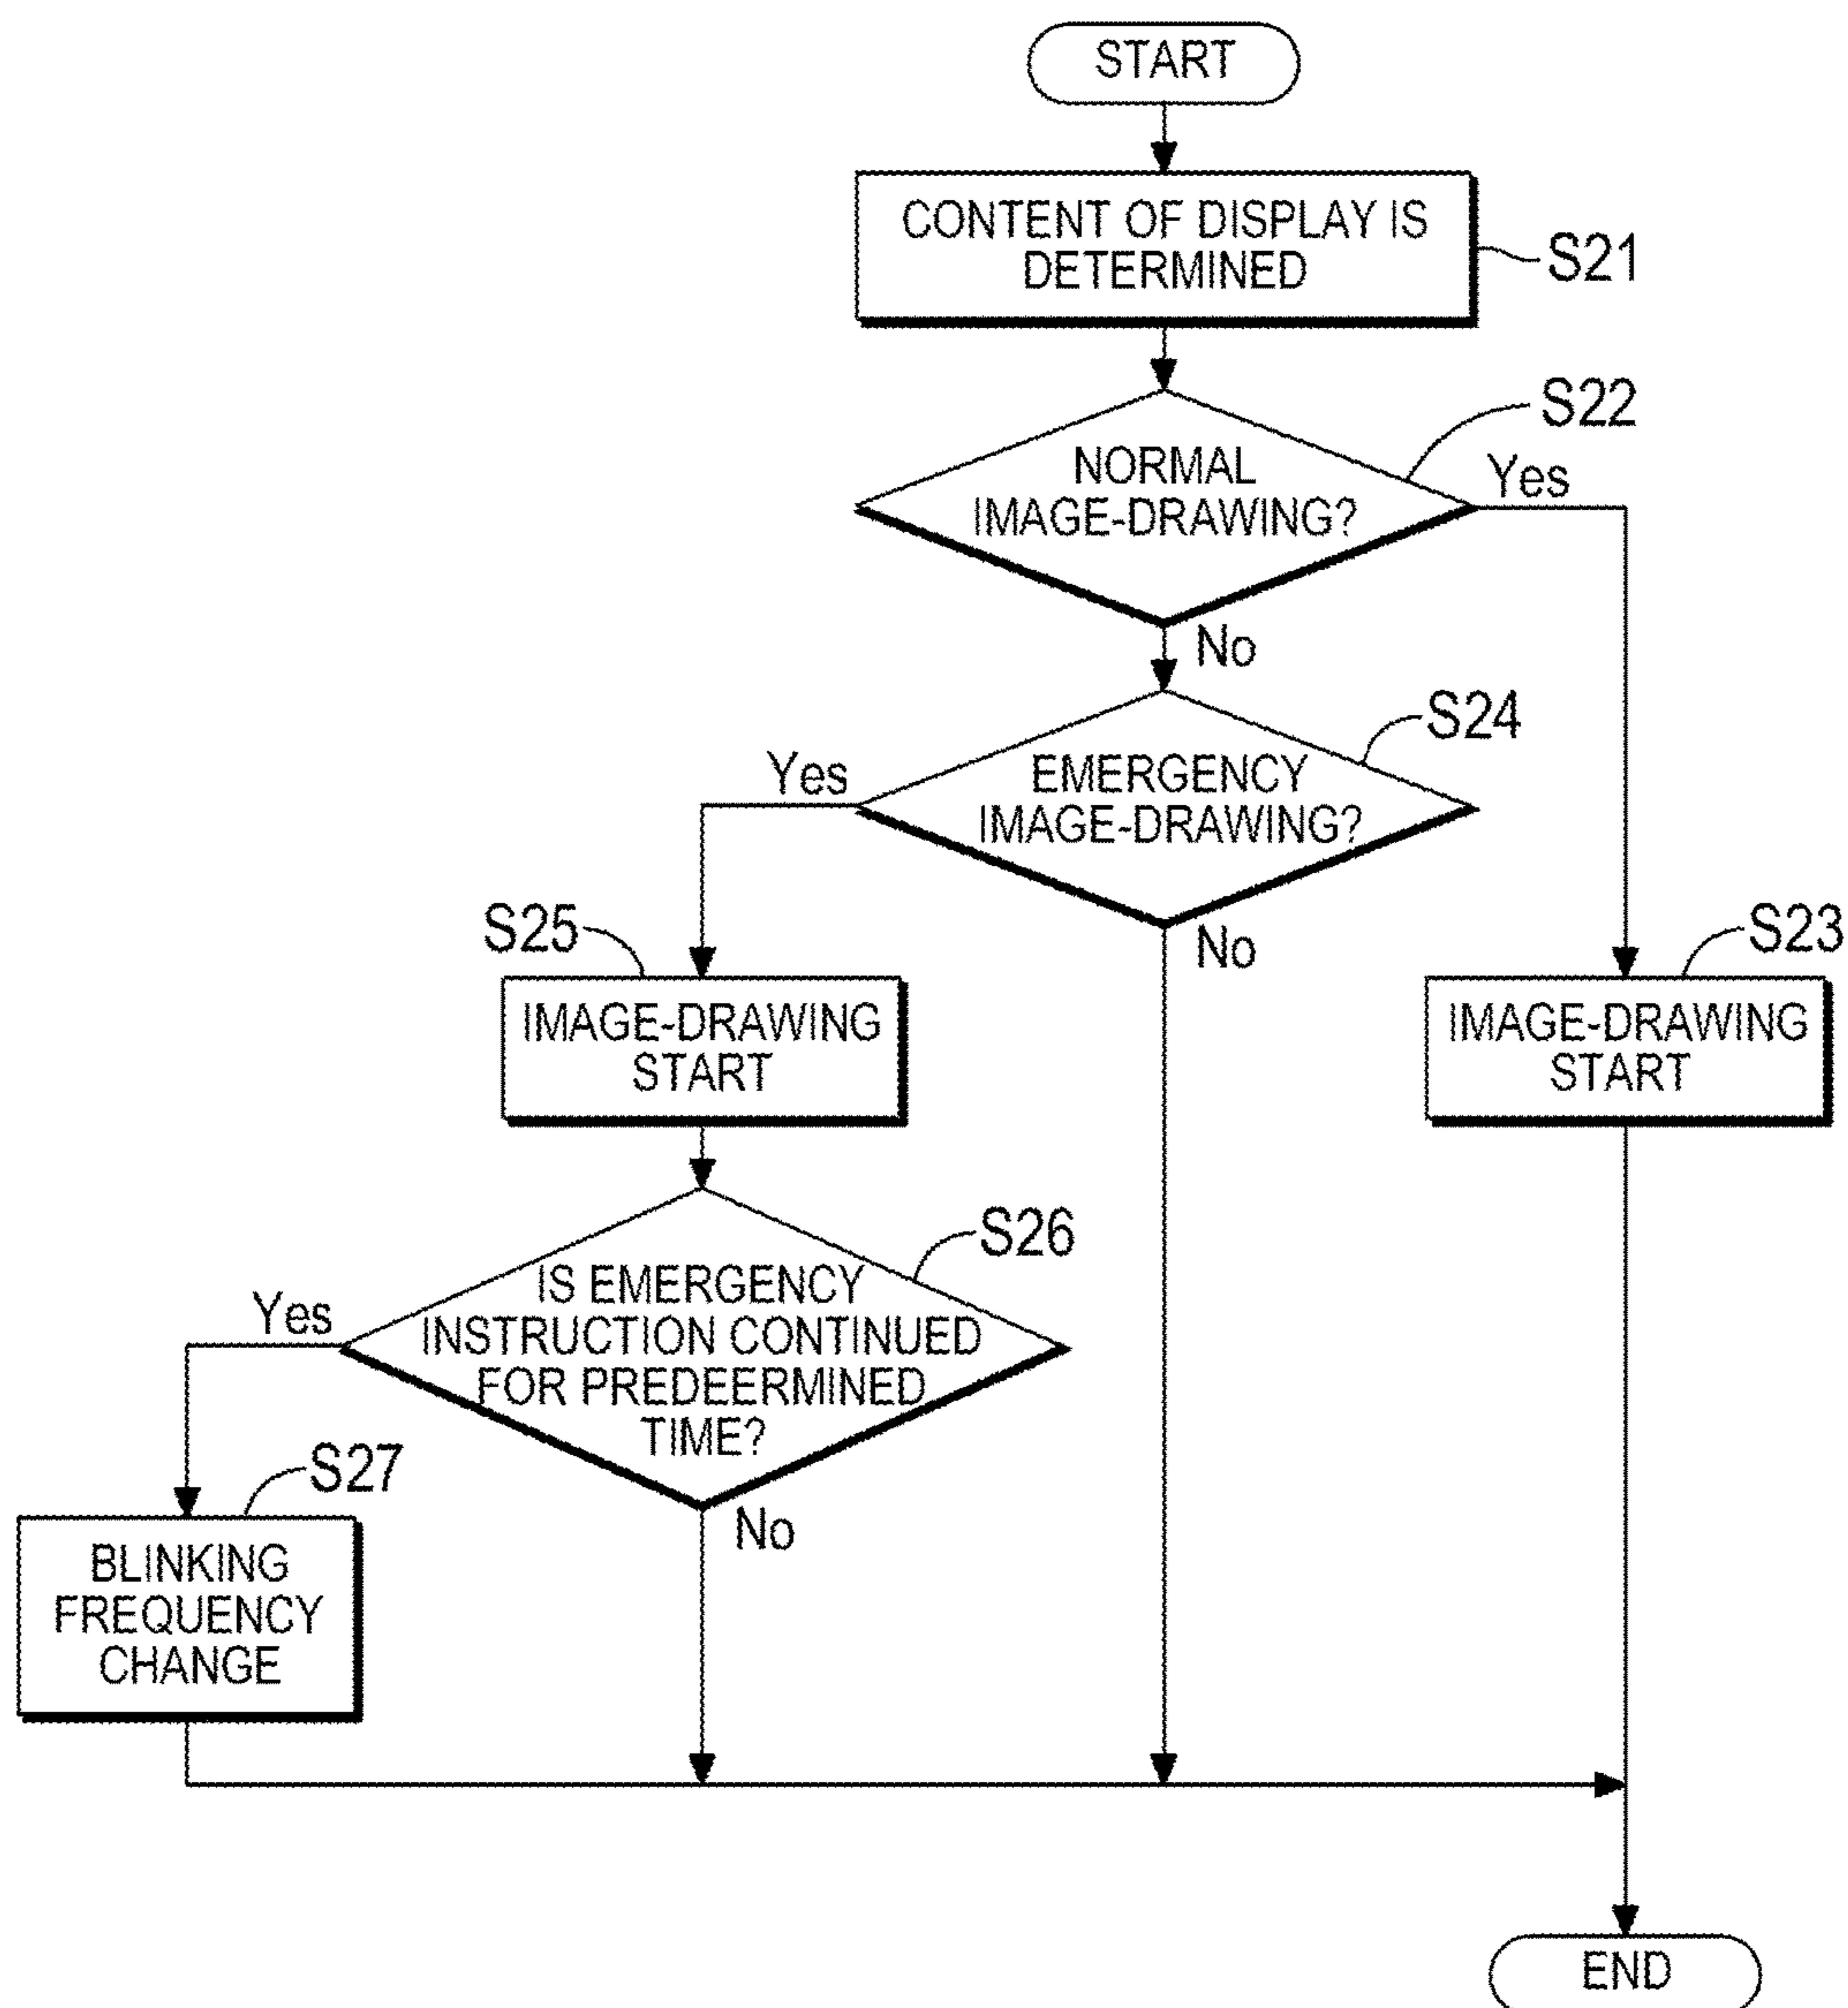 START
CONTENT OF DISPLAY IS
DETERMINED
S21
S22
NORMAL
IMAGE-DRAWING?
Yes
No
S24
EMERGENCY
IMAGE-DRAWING?
Yes
No
S25
IMAGE-DRAWING
START
S23
IMAGE-DRAWING
START
S26
IS EMERGENCY
INSTRUCTION CONTINUED
FOR PREDEERMINED
TIME?
Yes
No
S27
BLINKING
FREQUENCY
CHANGE
END